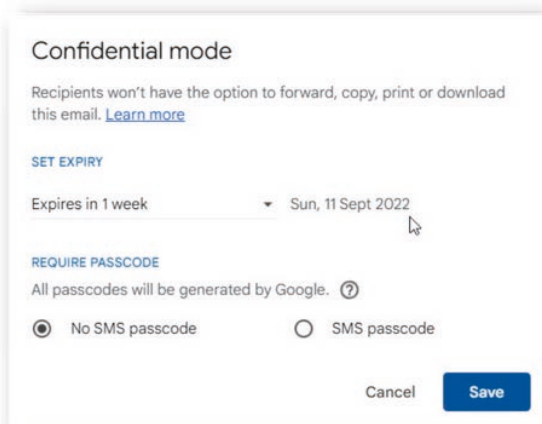 Confidential mode
Recipients won't have the option to forward, copy, print or download
this email. Learn more
SET EXPIRY
Expires in 1 week Sun, 11 Sept 2022
REQUIRE PASSCODE
All passcodes will be generated by Google.
No SMS passcode SMS passcode
Cancel Save